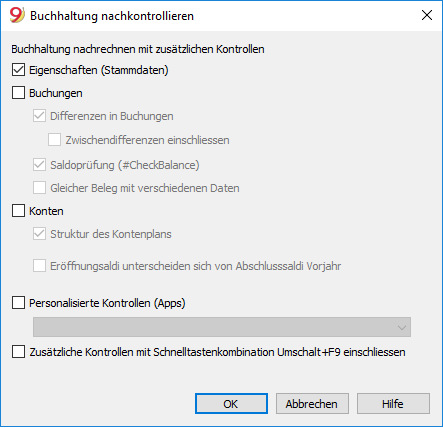 Buchhaltung nachkontrollieren
Buchhaltung nachrechnen mit zusätzlichen Kontrollen
Eigenschaften (Stammdaten)
Buchungen
Differenzen in Buchungen
Zwischendifferenzen einschliessen
Saldoprüfung (#CheckBalance)
Gleicher Beleg mit verschiedenen Daten
Konten
Struktur des Kontenplans
Eröffnungsaldi unterscheiden sich von Abschlusssaldi Vorjahr
Personalisierte Kontrollen (Apps)
Zusätzliche Kontrollen mit Schnelltastenkombination Umschalt+F9 einschliessen
OK Abbrechen Hilfe